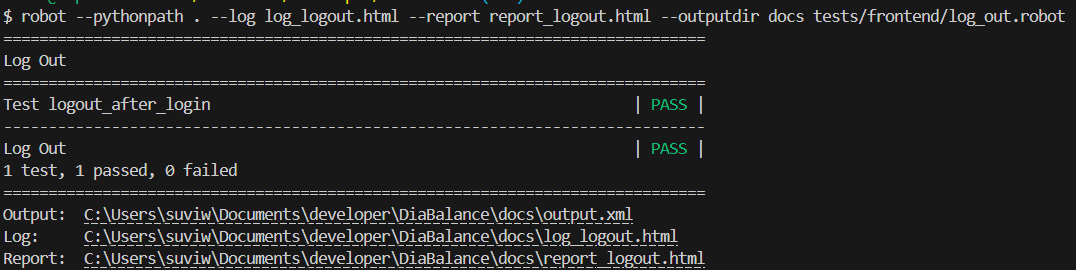 $ robot --pythonpath . --log log_logout.html --report report_logout.html --outputdir docs tests/frontend/log_out.robot
==============================================================================
Log Out
==============================================================================
Test logout_after_login | PASS |
------------------------------------------------------------------------------
Log Out | PASS |
1 test, 1 passed, 0 failed
==============================================================================
Output: C:\Users\suviw\Documents\developer\DiaBalance\docs\output.xml
Log: C:\Users\suviw\Documents\developer\DiaBalance\docs\log_logout.html
Report: C:\Users\suviw\Documents\developer\DiaBalance\docs\report_logout.html